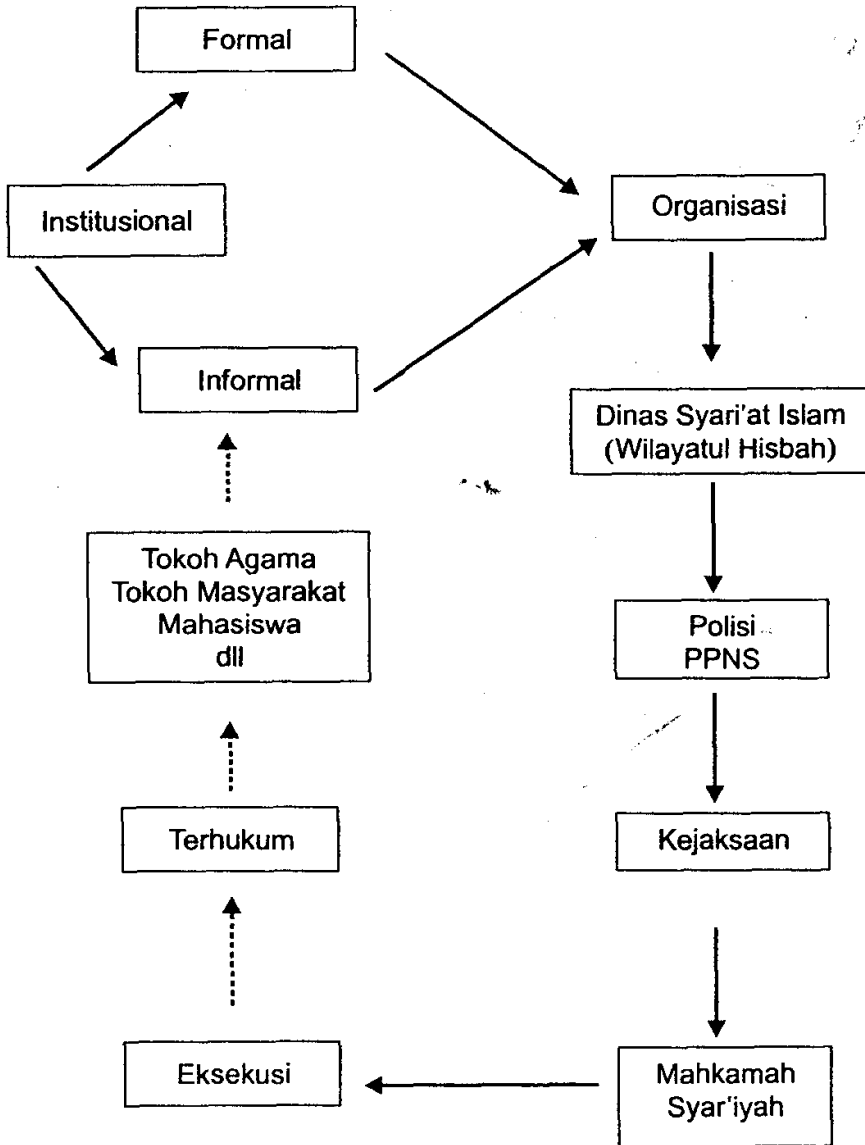 Formal
Institusional
Organisasi
Informal
Dinas Syari'at Islam
(Wilayatul Hisbah)
Tokoh Agama
Tokoh Masyarakat
Mahasiswa
dll
Polisi
PPNS
Terhukum
Kejaksaan
Eksekusi
Mahkamah
Syar'iyah